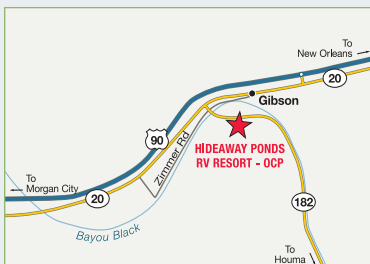 To
New Orleans
20
Gibson
90
Zimmer Rd
HIDEAWAY PONDS
RV RESORT - OCP
To
Morgan City
20
182
Bayou Black
To
Houma